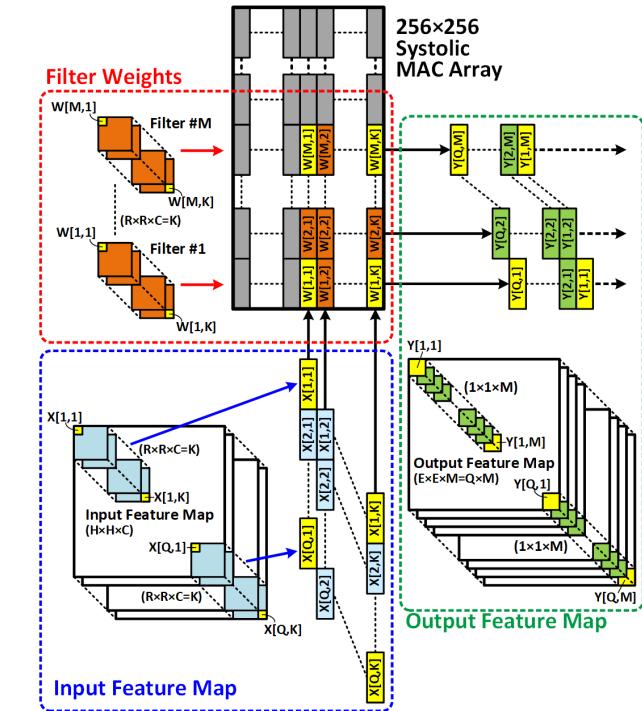 256×256
Systolic
MAC Array
Filter Weights
W[M,1]
Filter #M
W[M,K]
(R×R×C=K)
W[1,1]
Filter #1
W[1,K]
W[M,1]
W[M,2]
W[M,K]
W[2,1]
W[2,2]
W[2,K]
W[1,1]
W[1,2]
W[1,K]
Y[Q,M]
Y[2,M]
Y[1,M]
Y[Q,2]
Y[2,2]
Y[1,2]
Y[Q,1]
Y[2,1]
Y[1,1]
X[1,1]
X[2,1]
X[1,2]
X[2,2]
X[Q,1]
X[Q,2]
X[1,K]
X[2,K]
X[Q,K]
X[1,1]
(R×R×C=K)
X[1,K]
Input Feature Map
(H×H×C)
X[Q,1]
(R×R×C=K)
X[Q,K]
Input Feature Map
Y[1,1]
(1×1×M)
Y[1,M]
Output Feature Map
(E×E×M=Q×M)
Y[Q,1]
(1×1×M)
Y[Q,M]
Output Feature Map